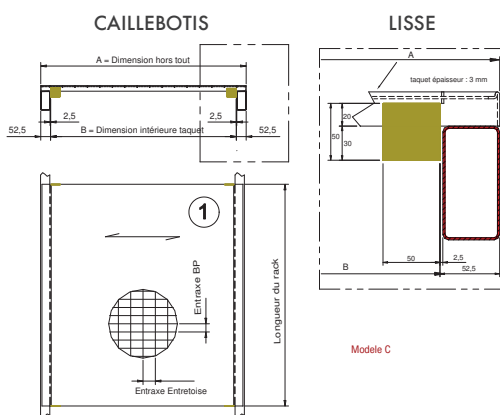 CAILLEBOTIS
LISSE
A = Dimension hors tout
2,5
2,5
52,5
B = Dimension intérieure taquet
52,5
1
Entraxe BP
Longueur du rack
Entraxe Entretoise
A
taquet épaisseur : 3 mm
20
50
30
50
2,5
B
52,5
Modele C